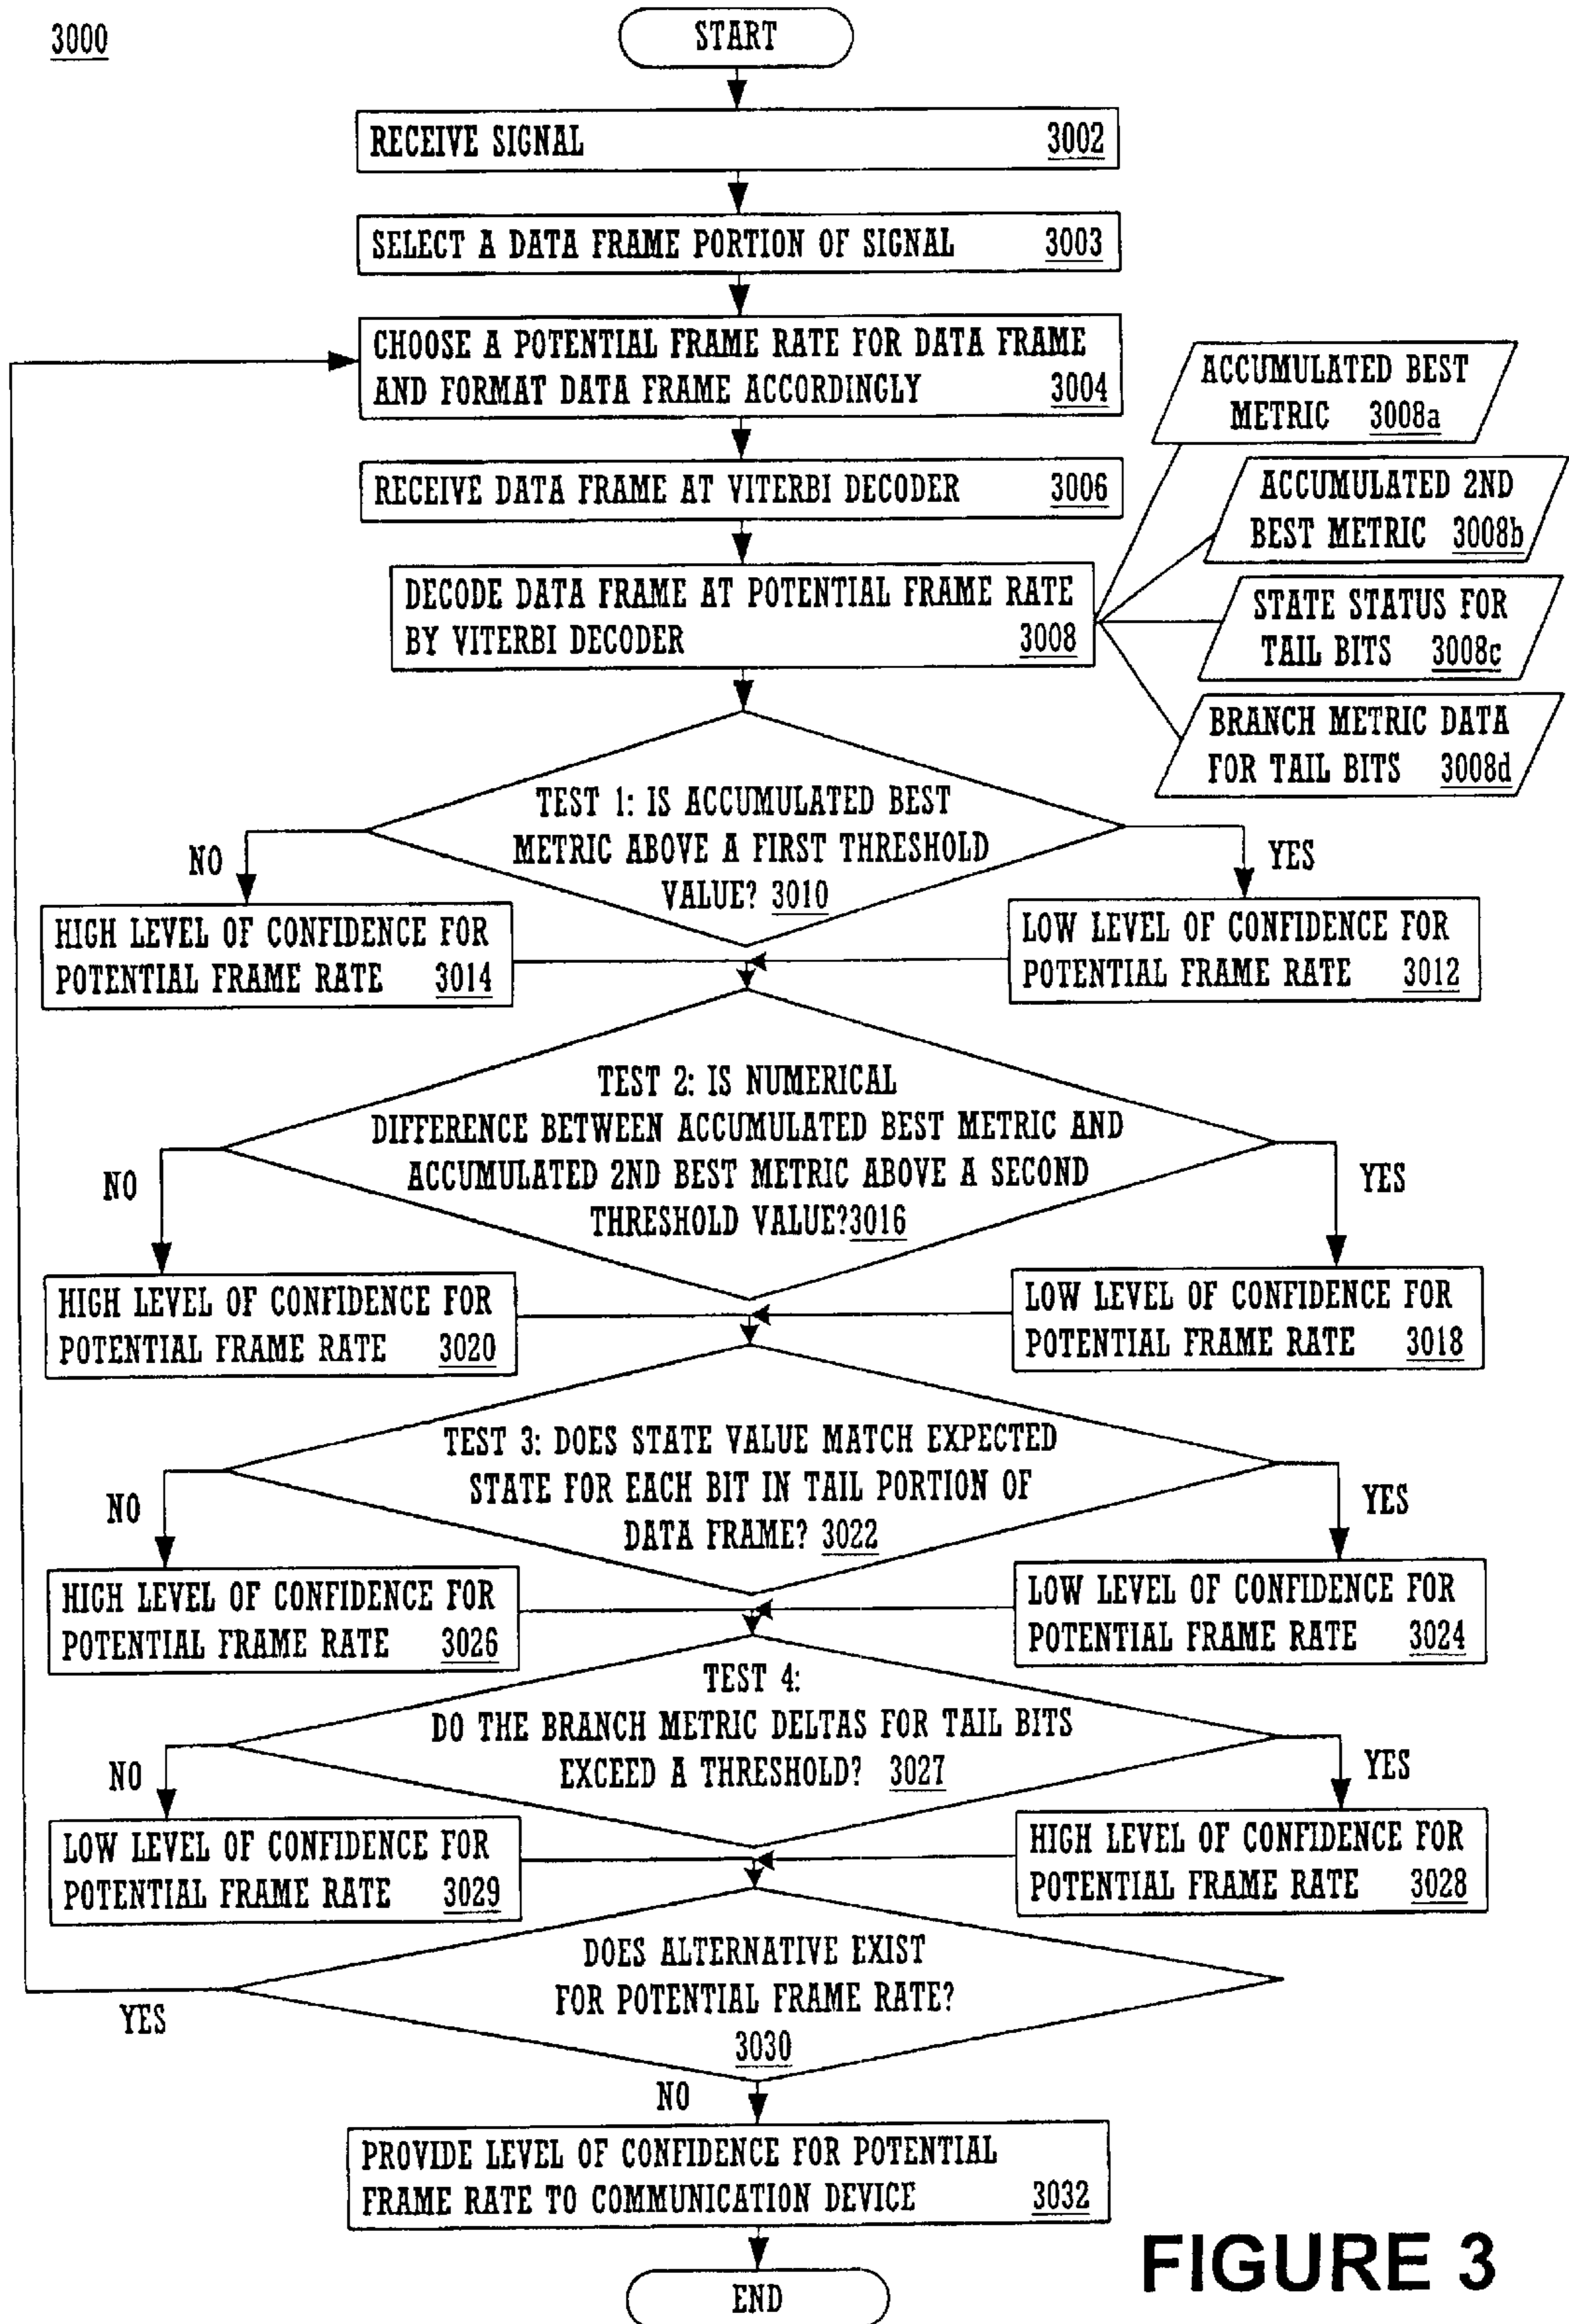 3000
START
RECEIVE SIGNAL 3002
SELECT A DATA FRAME PORTION OF SIGNAL 3003
CHOOSE A POTENTIAL FRAME RATE FOR DATA FRAME
AND FORMAT DATA FRAME ACCORDINGLY 3004
RECEIVE DATA FRAME AT VITERBI DECODER 3006
DECODE DATA FRAME AT POTENTIAL FRAME RATE
BY VITERBI DECODER 3008
ACCUMULATED BEST
METRIC 3008a
ACCUMULATED 2ND
BEST METRIC 3008b
STATE STATUS FOR
TAIL BITS 3008c
BRANCH METRIC DATA
FOR TAIL BITS 3008d
TEST 1: IS ACCUMULATED BEST
METRIC ABOVE A FIRST THRESHOLD
VALUE? 3010
NO
YES
HIGH LEVEL OF CONFIDENCE FOR
POTENTIAL FRAME RATE 3014
LOW LEVEL OF CONFIDENCE FOR
POTENTIAL FRAME RATE 3012
TEST 2: IS NUMERICAL
DIFFERENCE BETWEEN ACCUMULATED BEST METRIC AND
ACCUMULATED 2ND BEST METRIC ABOVE A SECOND
THRESHOLD VALUE?3016
NO
YES
HIGH LEVEL OF CONFIDENCE FOR
POTENTIAL FRAME RATE 3020
LOW LEVEL OF CONFIDENCE FOR
POTENTIAL FRAME RATE 3018
TEST 3: DOES STATE VALUE MATCH EXPECTED
STATE FOR EACH BIT IN TAIL PORTION OF
DATA FRAME? 3022
NO
YES
HIGH LEVEL OF CONFIDENCE FOR
POTENTIAL FRAME RATE 3026
LOW LEVEL OF CONFIDENCE FOR
POTENTIAL FRAME RATE 3024
TEST 4:
DO THE BRANCH METRIC DELTAS FOR TAIL BITS
EXCEED A THRESHOLD? 3027
NO
YES
LOW LEVEL OF CONFIDENCE FOR
POTENTIAL FRAME RATE 3029
HIGH LEVEL OF CONFIDENCE FOR
POTENTIAL FRAME RATE 3028
DOES ALTERNATIVE EXIST
FOR POTENTIAL FRAME RATE?
3030
YES
NO
PROVIDE LEVEL OF CONFIDENCE FOR POTENTIAL
FRAME RATE TO COMMUNICATION DEVICE 3032
END
FIGURE 3